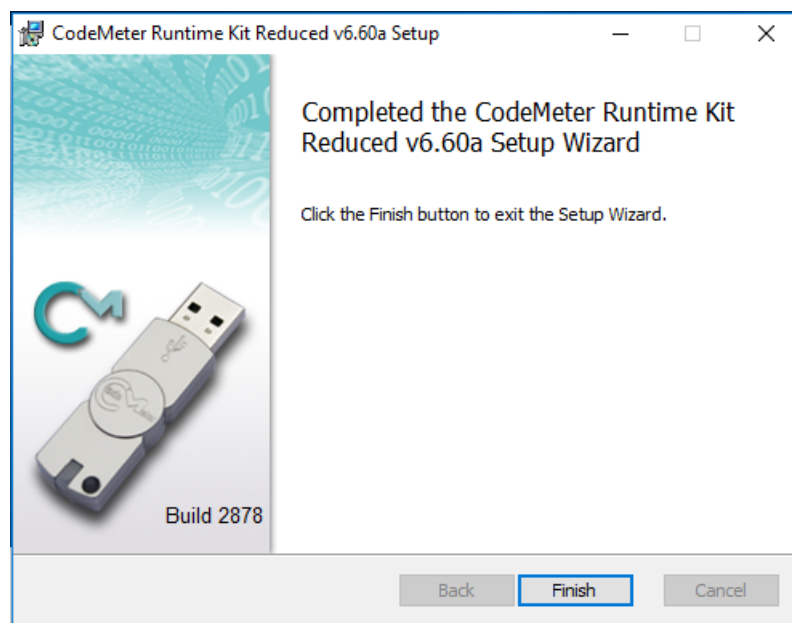 CodeMeter Runtime Kit Reduced v6.60a Setup
Completed the CodeMeter Runtime Kit
Reduced v6.60a Setup Wizard
Click the Finish button to exit the Setup Wizard.
CM
Build 2878
Back
Finish
Cancel